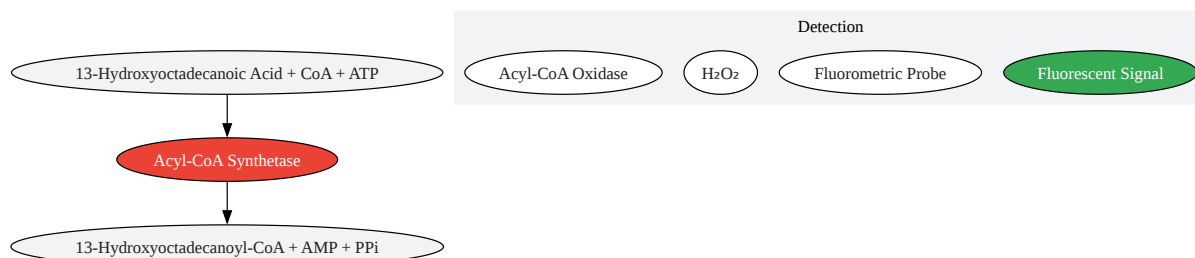 Detection
13-Hydroxyoctadecanoic Acid + CoA + ATP
Acyl-CoA Oxidase
H₂O₂
Fluorometric Probe
Fluorescent Signal
Acyl-CoA Synthetase
13-Hydroxyoctadecanoyl-CoA + AMP + PPi